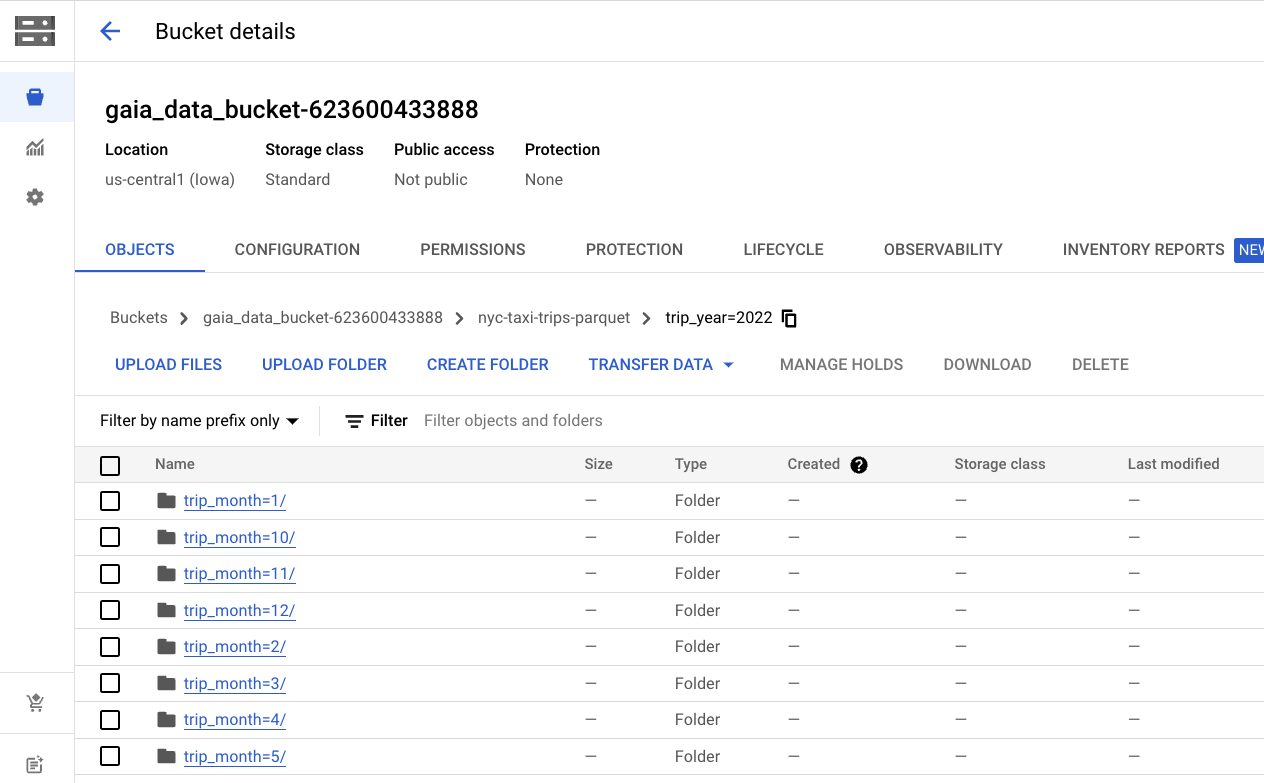 Bucket details
gaia_data_bucket-623600433888
Location Storage class Public access Protection
us-central1 (Iowa) Standard Not public None
OBJECTS CONFIGURATION PERMISSIONS PROTECTION LIFECYCLE OBSERVABILITY INVENTORY REPORTS NEW
Buckets > gaia_data_bucket-623600433888 > nyc-taxi-trips-parquet > trip_year=2022
UPLOAD FILES UPLOAD FOLDER CREATE FOLDER TRANSFER DATA MANAGE HOLDS DOWNLOAD DELETE
Filter by name prefix only Filter Filter objects and folders
Name Size Type Created ? Storage class Last modified
trip_month=1/ — Folder — — —
trip_month=10/ — Folder — — —
trip_month=11/ — Folder — — —
trip_month=12/ — Folder — — —
trip_month=2/ — Folder — — —
trip_month=3/ — Folder — — —
trip_month=4/ — Folder — — —
trip_month=5/ — Folder — — —